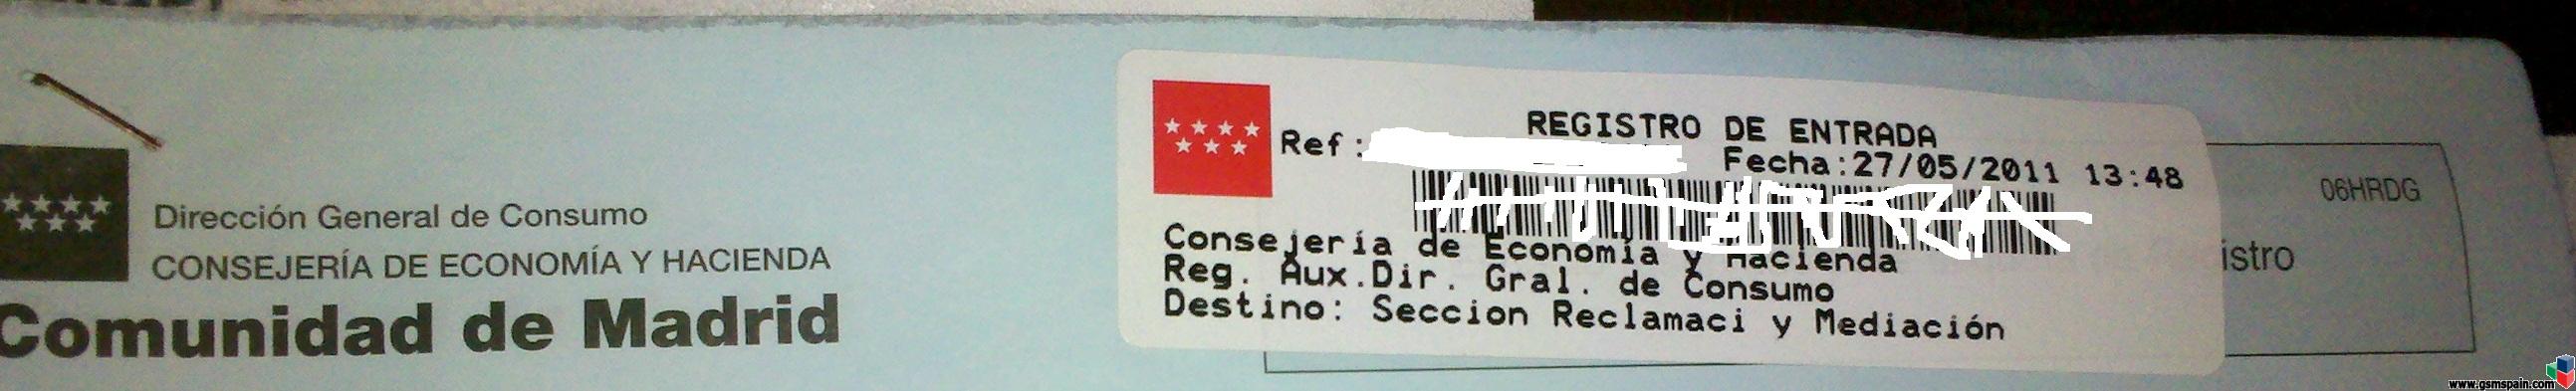 Dirección General de Consumo
CONSEJERÍA DE ECONOMÍA Y HACIENDA
Comunidad de Madrid
REGISTRO DE ENTRADA
Ref:
Fecha:27/05/2011 13:48
Consejería de Economía y Hacienda
Reg. Aux.Dir. Gral. de Consumo
Destino: Seccion Reclamaci y Mediación
06HRDG
istro
www.gsmspain.com